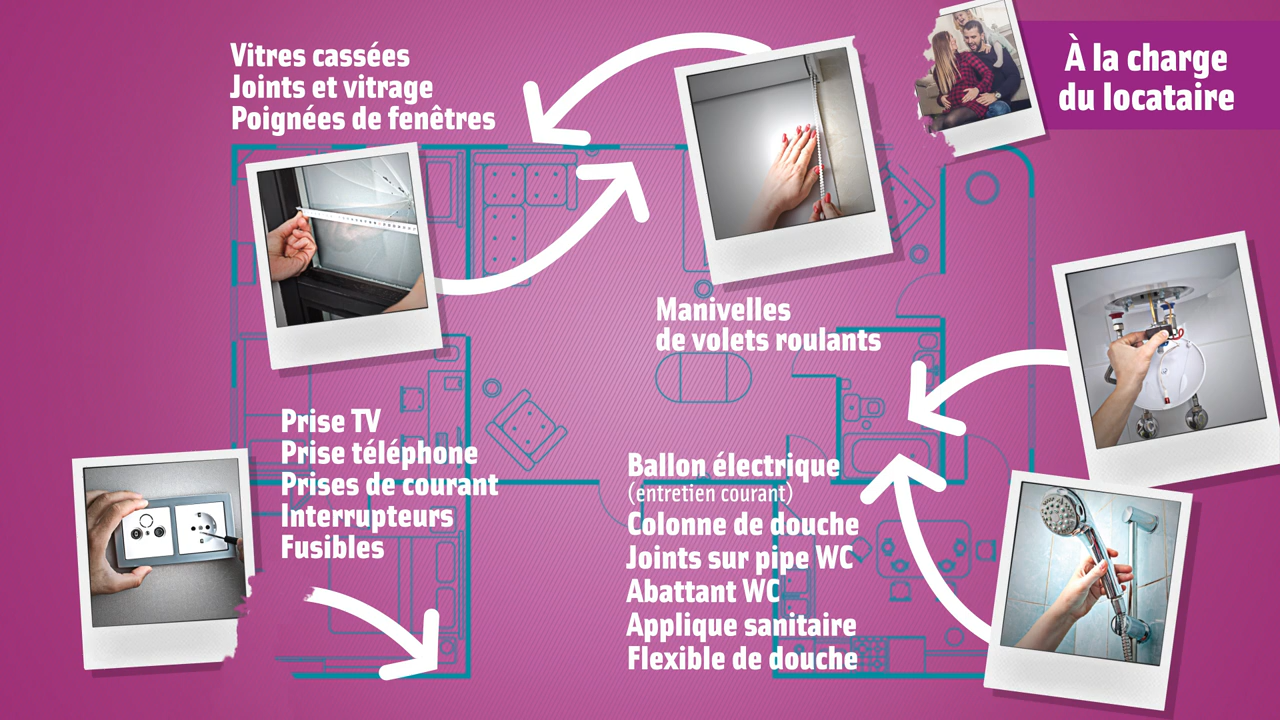 Vitres cassées
Joints et vitrage
Poignées de fenêtres
À la charge
du locataire
Manivelles
de volets roulants
Prise TV
Prise téléphone
Prises de courant
Interrupteurs
Fusibles
Ballon électrique
(entretien courant)
Colonne de douche
Joints sur pipe WC
Abattant WC
Applique sanitaire
Flexible de douche